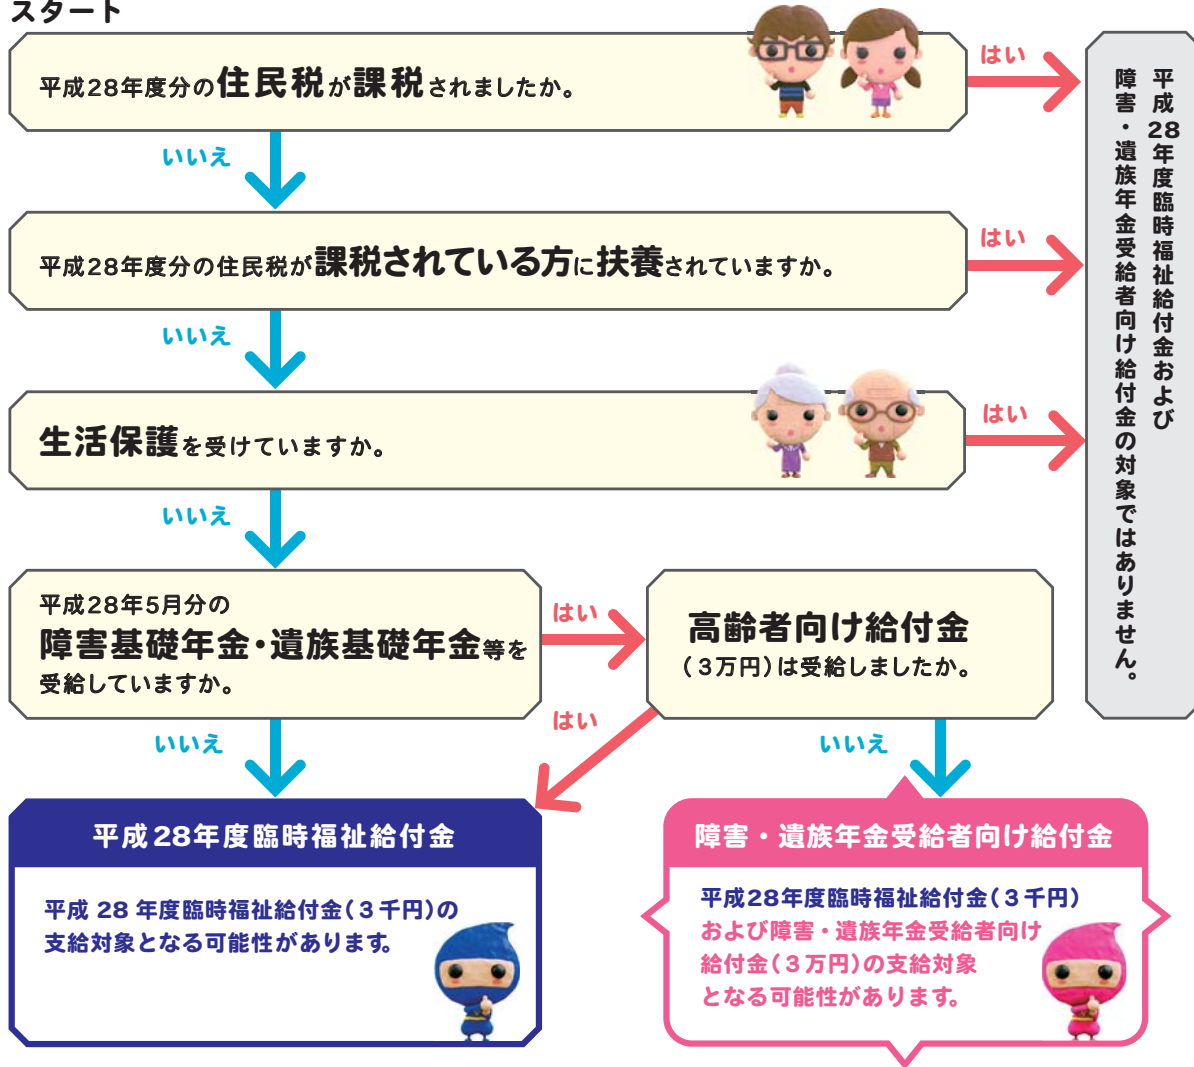 スタート
平成28年度分の住民税が課税されましたか。
はい
いいえ
平成28年度分の住民税が課税されている方に扶養されていますか。
はい
いいえ
生活保護を受けていますか。
はい
いいえ
平成28年度臨時福祉給付金および
障害・遺族年金受給者向け給付金の対象ではありません。
平成28年5月分の
障害基礎年金・遺族基礎年金等を
受給していますか。
はい
高齢者向け給付金
(3万円)は受給しましたか。
いいえ
はい
いいえ
平成28年度臨時福祉給付金
平成 28 年度臨時福祉給付金(3千円)の
支給対象となる可能性があります。
障害・遺族年金受給者向け給付金
平成28年度臨時福祉給付金(3千円)
および障害・遺族年金受給者向け
給付金(3万円)の支給対象
となる可能性があります。